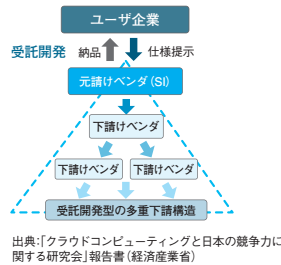 ユーザ企業
受託開発 納品 仕様提示
元請けベンダ(SI)
下請けベンダ
下請けベンダ 下請けベンダ
受託開発型の多重下請構造
出典:「クラウドコンピューティングと日本の競争力に
関する研究会」報告書(経済産業省)